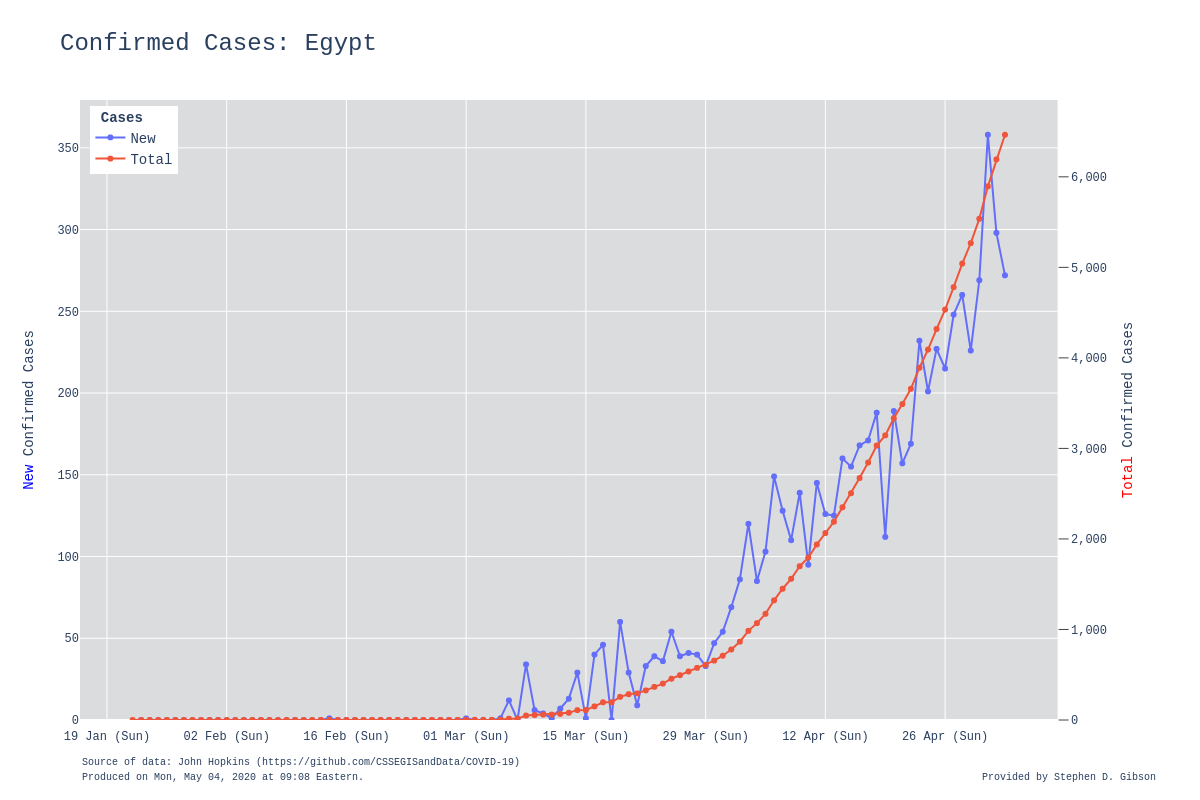 Confirmed Cases: Egypt
Cases
New
Total
350
300
250
200
150
100
50
0
New Confirmed Cases
6,000
5,000
4,000
3,000
2,000
1,000
0
Total Confirmed Cases
19 Jan (Sun) 02 Feb (Sun) 16 Feb (Sun) 01 Mar (Sun) 15 Mar (Sun) 29 Mar (Sun) 12 Apr (Sun) 26 Apr (Sun)
Source of data: John Hopkins (https://github.com/CSSEGISandData/COVID-19)
Produced on Mon, May 04, 2020 at 09:08 Eastern.
Provided by Stephen D. Gibson